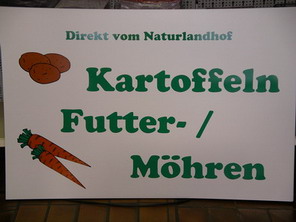 Direkt vom Naturlandhof
Kartoffeln
Futter- /
Möhren